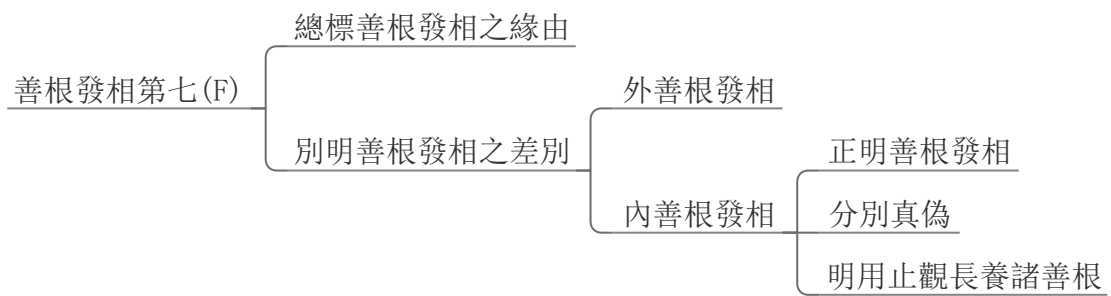 善根發相第七(F)
總標善根發相之緣由
別明善根發相之差別
外善根發相
內善根發相
正明善根發相
分別真偽
明用止觀長養諸善根